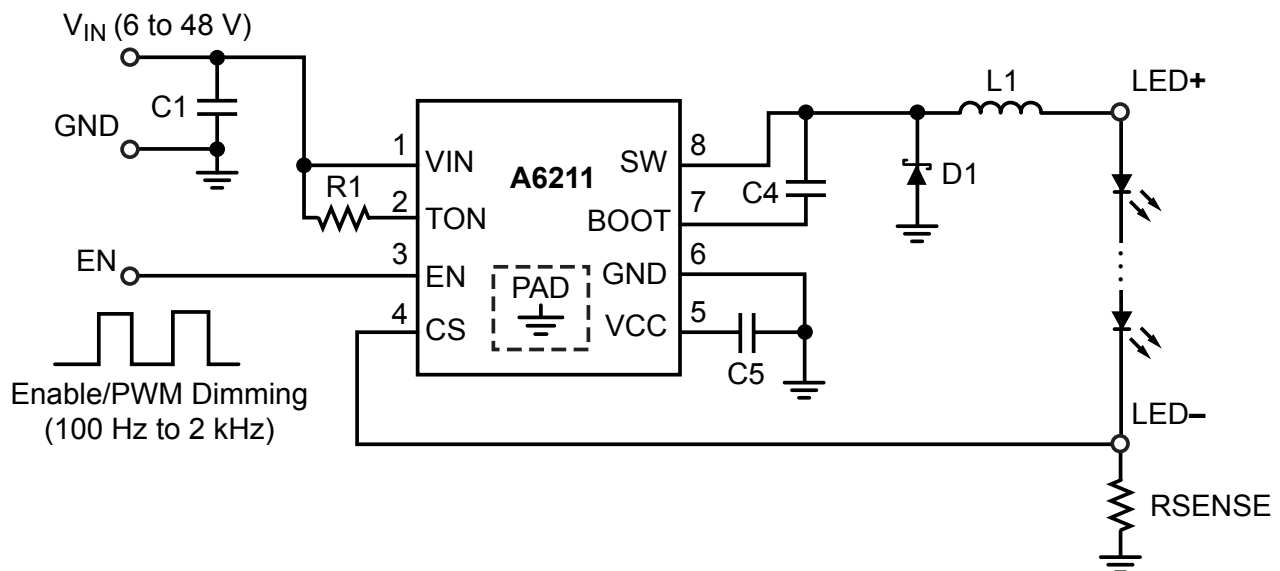 VIN (6 to 48 V)
C1
GND
R1
EN
Enable/PWM Dimming
(100 Hz to 2 kHz)
1
2
3
4
VIN
TON
EN
CS
A6211
PAD
SW
BOOT
GND
VCC
8
7
6
5
C4
C5
D1
L1
LED+
LED–
RSENSE